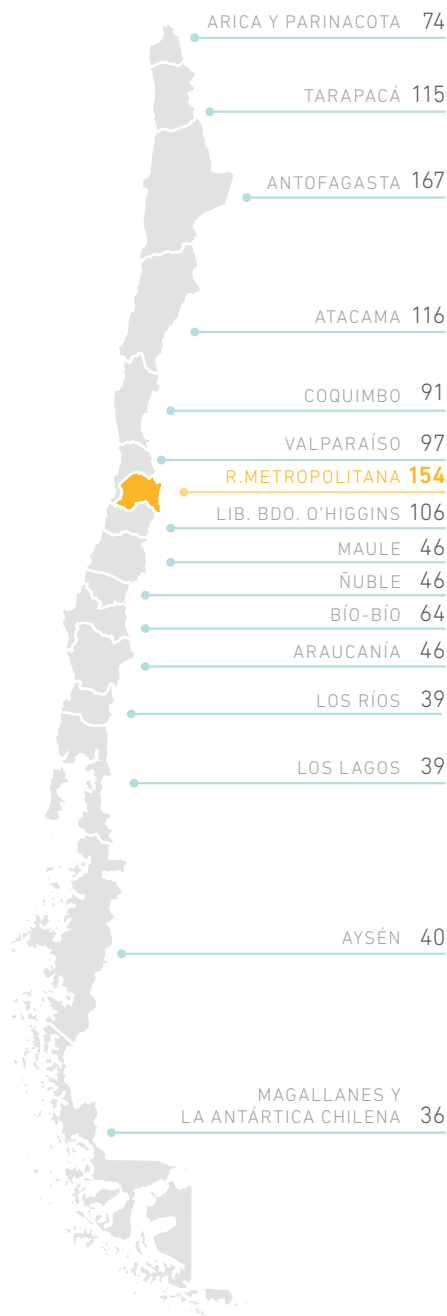 ARICA Y PARINACOTA 74
TARAPACÁ 115
ANTOFAGASTA 167
ATACAMA 116
COQUIMBO 91
VALPARAÍSO 97
R.METROPOLITANA 154
LIB. BDO. O'HIGGINS 106
MAULE 46
ÑUBLE 46
BÍO-BÍO 64
ARAUCANÍA 46
LOS RÍOS 39
LOS LAGOS 39
AYSÉN 40
MAGALLANES Y
LA ANTÁRTICA CHILENA 36